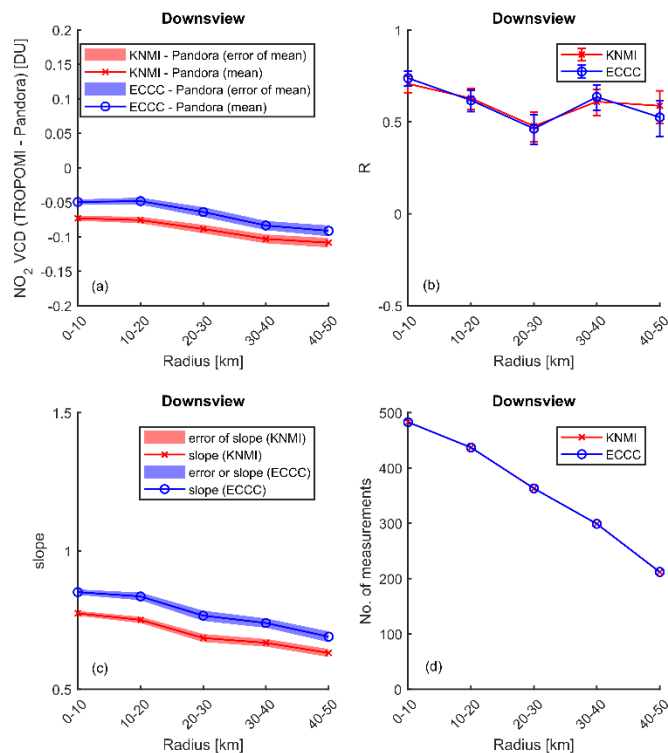 Downsview
NO2 VCD (TROPOMI - Pandora) [DU]
0.2
0.15
0.1
0.05
0
-0.05
-0.1
-0.15
-0.2
KNMI - Pandora (error of mean)
KNMI - Pandora (mean)
ECCC - Pandora (error of mean)
ECCC - Pandora (mean)
(a)
0-10
10-20
20-30
30-40
40-50
Radius [km]
Downsview
R
1
0.5
0
-0.5
KNMI
ECCC
(b)
0-10
10-20
20-30
30-40
40-50
Radius [km]
Downsview
slope
1.5
1
0.5
error of slope (KNMI)
slope (KNMI)
error or slope (ECCC)
slope (ECCC)
(c)
0-10
10-20
20-30
30-40
40-50
Radius [km]
Downsview
No. of measurements
500
400
300
200
100
0
KNMI
ECCC
(d)
0-10
10-20
20-30
30-40
40-50
Radius [km]